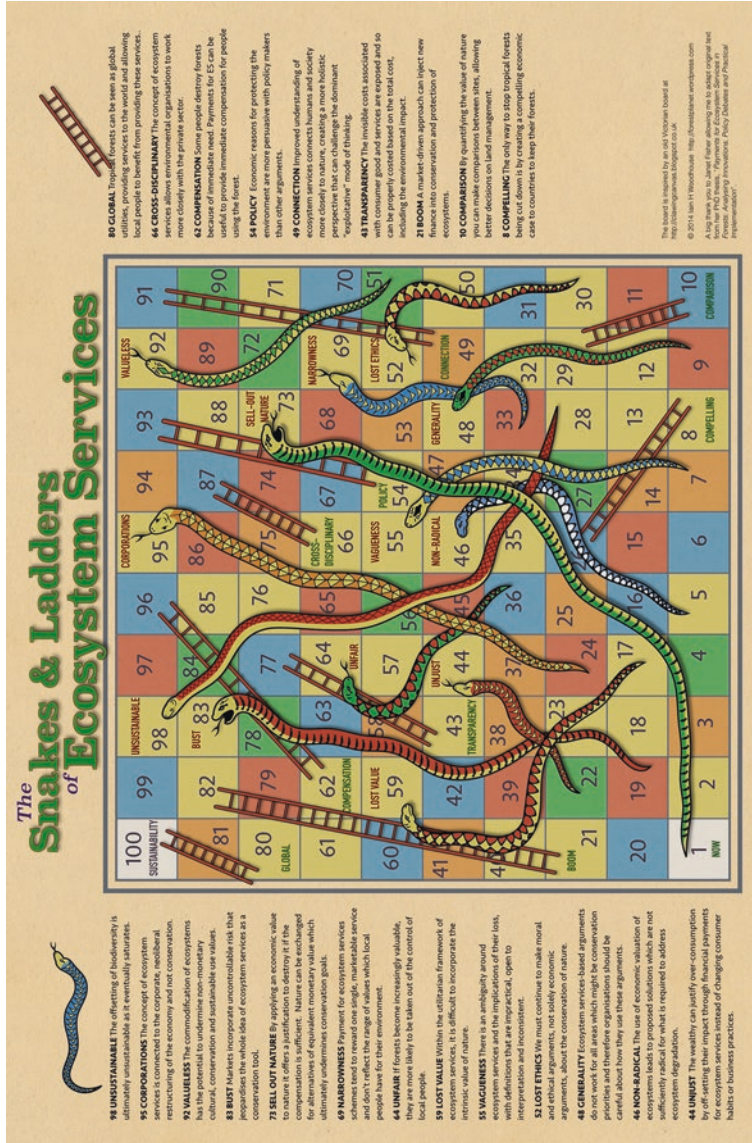 The
Snakes & Ladders
of
Ecosystem Services
98 UNSUSTAINABLE The offsetting of biodiversity is
ultimately unsustainable as it eventually saturates.
95 CORPORATIONS The concept of ecosystem
services is connected to the corporate, neoliberal
restructuring of the economy and not conservation.
92 VALUELESS The commodification of ecosystems
has the potential to undermine non-monetary
cultural, conservation and sustainable use values.
83 BUST Markets incorporate uncontrollable risk that
jeopardises the whole idea of ecosystem services as a
conservation tool.
73 SELL OUT NATURE By applying an economic value
to nature it offers a justification to destroy it if the
compensation is sufficient. Nature can be exchanged
for alternatives of equivalent monetary value which
ultimately undermines conservation goals.
69 NARROWNESS Payment for ecosystem services
schemes tend to reward one single, marketable service
and don't reflect the range of values which local
people have for their environment.
64 UNFAIR If forests become increasingly valuable,
they are more likely to be taken out of the control of
local people.
59 LOST VALUE Within the utilitarian framework of
ecosystem services, it is difficult to incorporate the
intrinsic value of nature.
55 VAGUENESS There is an ambiguity around
ecosystem services and the implications of their loss,
with definitions that are impractical, open to
interpretation and inconsistent.
52 LOST ETHICS We must continue to make moral
and ethical arguments, not solely economic
arguments, about the conservation of nature.
48 GENERALITY Ecosystem services-based arguments
do not work for all areas which might be conservation
priorities and therefore organisations should be
careful about how they use these arguments.
46 NON-RADICAL The use of economic valuation of
ecosystems leads to proposed solutions which are not
sufficiently radical for what is required to address
ecosystem degradation.
44 UNJUST The wealthy can justify over-consumption
by off-setting their impact through financial payments
for ecosystem services instead of changing consumer
habits or business practices.
100 99 98 97 96 95 94 93 92 91
SUSTAINABILITY UNSUSTAINABLE CORPORATIONS VALUELESS
81 82 83 84 85 86 87 88 89 90
BUST
80 79 78 77 76 75 74 73 72 71
GLOBAL SELL-OUT NATURE
61 62 63 64 65 66 67 68 69 70
COMPENSATION UNFAIR CROSS-DISCIPLINARY NARROWNESS
60 59 58 57 56 55 54 53 52 51
LOST VALUE VAGUENESS POLICY LOST ETHICS
41 42 43 44 45 46 47 48 49 50
TRANSPARENCY UNJUST NON-RADICAL GENERALITY CONNECTION
39 38 37 36 35 33 32 31
21 22 23 24 25 27 28 29 30
BOOM
20 19 18 17 16 15 14 13 12 11
1 2 3 4 5 6 7 8 9 10
NOW COMPELLING COMPARISON
80 GLOBAL Tropical forests can be seen as global
utilities, providing services to the world and allowing
local people to benefit from providing these services.
66 CROSS-DISCIPLINARY The concept of ecosystem
services allows environmental organisations to work
more closely with the private sector.
62 COMPENSATION Some people destroy forests
because of immediate need. Payments for ES can be
useful to provide immediate compensation for people
using the forest.
54 POLICY Economic reasons for protecting the
environment are more persuasive with policy makers
than other arguments.
49 CONNECTION Improved understanding of
ecosystem services connects humans and society
more closely to nature, creating a more holistic
perspective that can challenge the dominant
"exploitative" mode of thinking.
43 TRANSPARENCY The invisible costs associated
with consumer good and services are exposed and so
can be properly costed based on the total cost,
including the environmental impact.
21 BOOM A market-driven approach can inject new
finance into conservation and protection of
ecosystems.
10 COMPARISON By quantifying the value of nature
you can make comparisons between sites, allowing
better decisions on land management.
8 COMPELLING The only way to stop tropical forests
being cut down is by creating a compelling economic
case to countries to keep their forests.
The board is inspired by an old Victorian board at
© 2014 Iain H Woodhouse http://forestplanet.wordpress.com
A big thank you to Janet Fisher allowing me to adapt original text
from her PhD thesis, "Payments for Ecosystem Services in
Forests: Analysing Innovations, Policy Debates and Practical
Implementation".